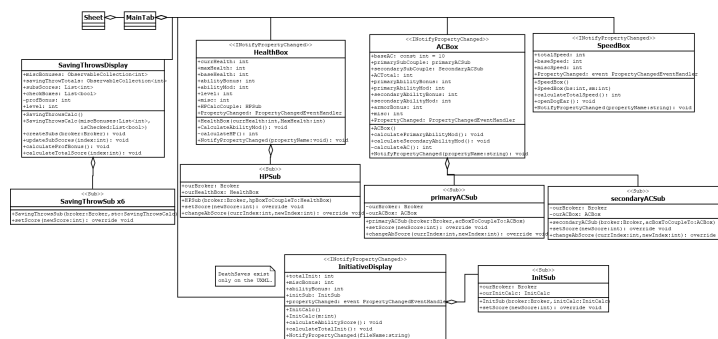 Sheet
MainTab
SavingThrowsDisplay
+miscBonuses: ObservableCollection<int>
+savingThrowTotals: ObservableCollection<int>
+subsScores: List<int>
+checkBoxes: List<bool>
+profBonus: int
+level: int
+SavingThrowsCalc()
+SavingThrowsCalc(miscBonuses:List<int>,
isChecked:List<bool>)
+createSubs(broker:Broker): void
+updateSubScores(index:int): void
+calculateProfBonus(): void
+calculateTotalScore(index:int): void
<<Sub>>
SavingThrowSub x6
+SavingThrowsSub(broker:Broker,stc:SavingThrowsCalc)
+setScore(newScore:int): override void
<<INotifyPropertyChanged>>
HealthBox
+currHealth: int
+maxHealth: int
+baseHealth: int
+abilityBonus: int
+abilityMod: int
+level: int
+misc: int
+HPCalcCouple: HPSub
+PropertyChanged: PropertyChangedEventHandler
+HealthBox(currHealth:int,MaxHealth:int)
+CalculateAbilityMod(): void
+calculateHP(): int
+NotifyPropertyChanged(propertyName:void): void
<<Sub>>
HPSub
+ourBroker: Broker
+ourHealthBox: HealthBox
+HPSub(broker:Broker,hpBoxToCoupleTo:HealthBox)
+setScore(newScore:int): override void
+changeAbScore(currIndex:int,newIndex:int): override void
<<INotifyPropertyChanged>>
ACBox
+baseAC: const int = 10
+primarySubCouple: primaryACSub
+secondarySubCouple: SecondaryACSub
+ACTotal: int
+primaryAbilityBonus: int
+primaryAbilityMod: int
+secondaryAbilityBonus: int
+secondaryAbilityMod: int
+armorBonus: int
+misc: int
+PropertyChanged: PropertyChangedEventHandler
+ACBox()
+calculatePrimaryAbilityMod(): void
+calculateSecondaryAbilityMod(): void
+calculateAC(): int
+NotifyPropertyChanged(propertyName:string): void
<<Sub>>
primaryACSub
+ourBroker: Broker
+ourACBox: ACBox
+primaryACSub(broker:Broker,acBoxToCoupleTo:ACBox)
+setScore(newScore:int): override void
+changeAbScore(currIndex:int,newIndex:int): override void
<<INotifyPropertyChanged>>
SpeedBox
+totalSpeed: int
+baseSpeed: int
+miscSpeed: int
+PropertyChanged: event PropertyChangedEventHandler
+SpeedBox()
+SpeedBox(bs:int,sm:int)
+calculateTotalSpeed(): int
+openDogEar(): void
+NotifyPropertyChanged(propertyName:string): void
<<Sub>>
secondaryACSub
+ourBroker: Broker
+ourACBox: ACBox
+secondaryACSub(broker:Broker,acBoxToCoupleTo:ACBox)
+setScore(newScore:int): override void
+changeAbScore(currIndex:int,newIndex:int): override void
DeathSaves exist
only on the XMML.
<<INotifyPropertyChanged>>
InitiativeDisplay
+totalInit: int
+miscBonus: int
+abilityBonus: int
+initSub: InitSub
+propertyChanged: event PropertyChangedEventHandler
+InitCalc()
+InitCalc(m:int)
+calculateAbilityScore(): void
+calculateTotalInit(): void
+NotifyPropertyChanged(fileName:string)
<<Sub>>
InitSub
+ourBroker: Broker
+ourInitCalc: InitCalc
+InitSub(broker:Broker,initCalc:InitCalc)
+setScore(newScore:int): override void